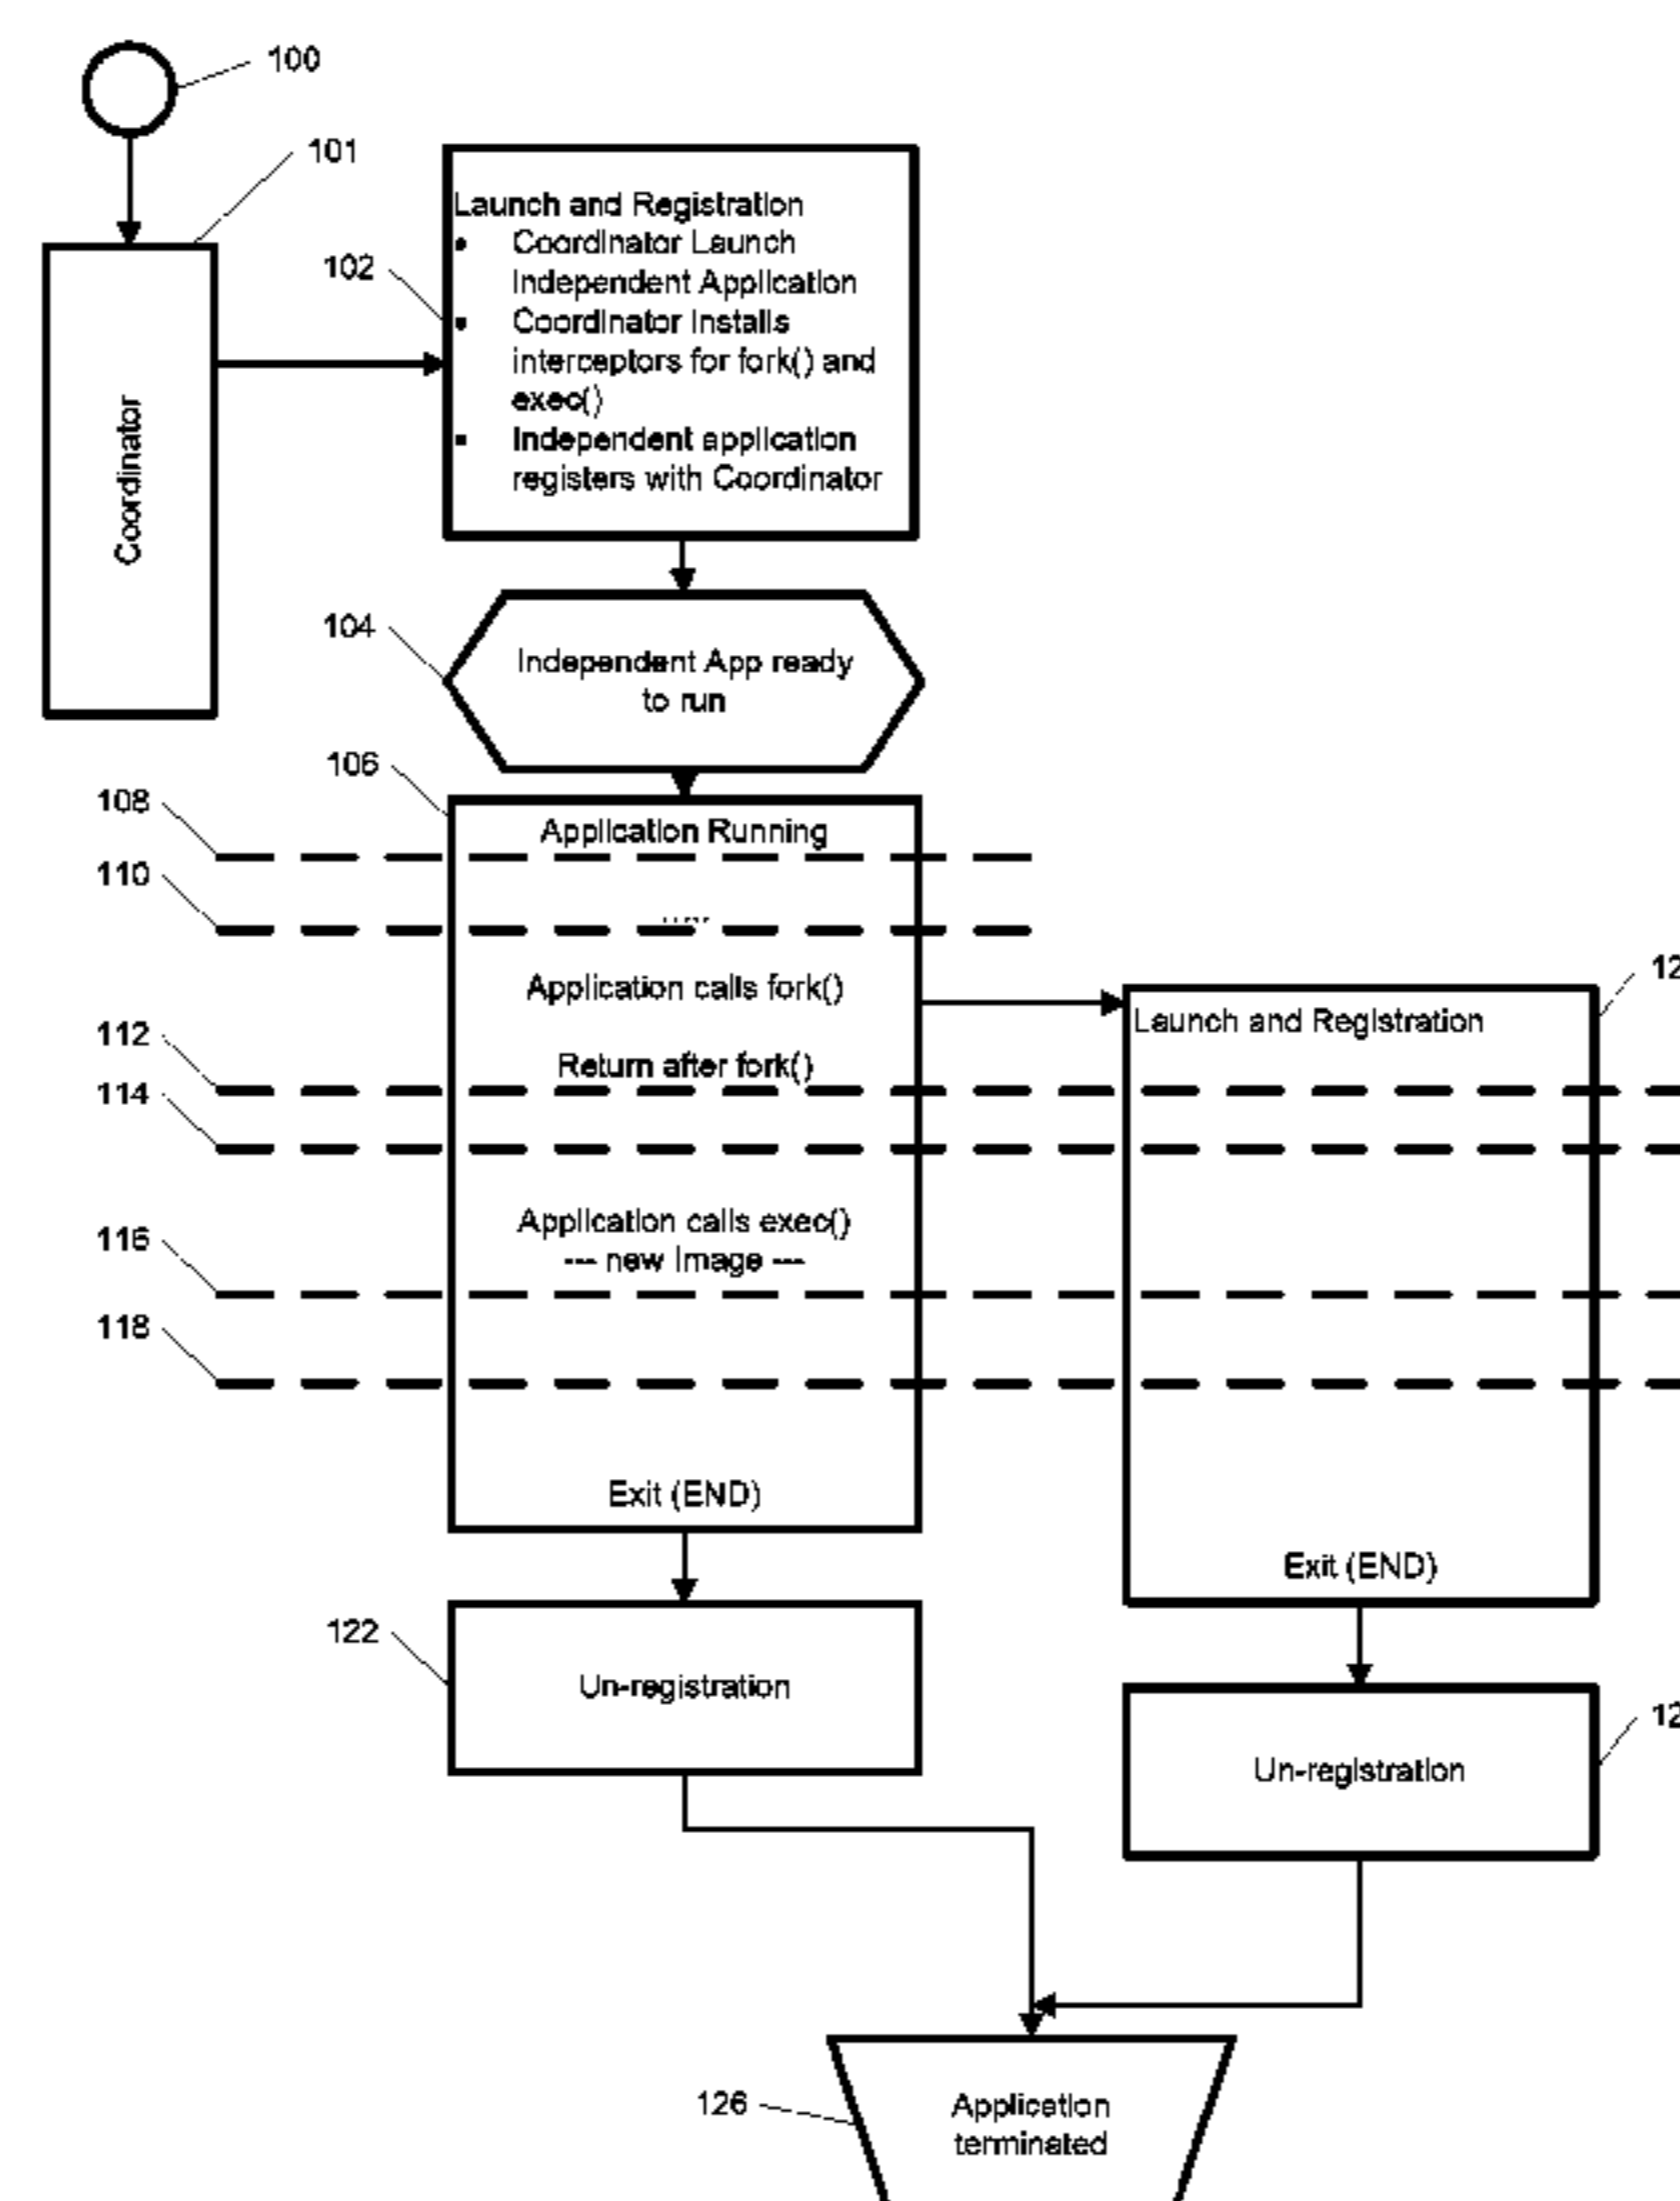 100
101
Coordinator
102
Launch and Registration
• Coordinator Launch
Independent Application
• Coordinator Installs
interceptors for fork() and
exec()
• Independent application
registers with Coordinator
104
Independent App ready
to run
106
Application Running
108
110
.....
Application calls fork()
Return after fork()
112
114
Application calls exec()
--- new Image ---
116
118
Exit (END)
12
Launch and Registration
Exit (END)
122
Un-registration
12
Un-registration
126
Application
terminated